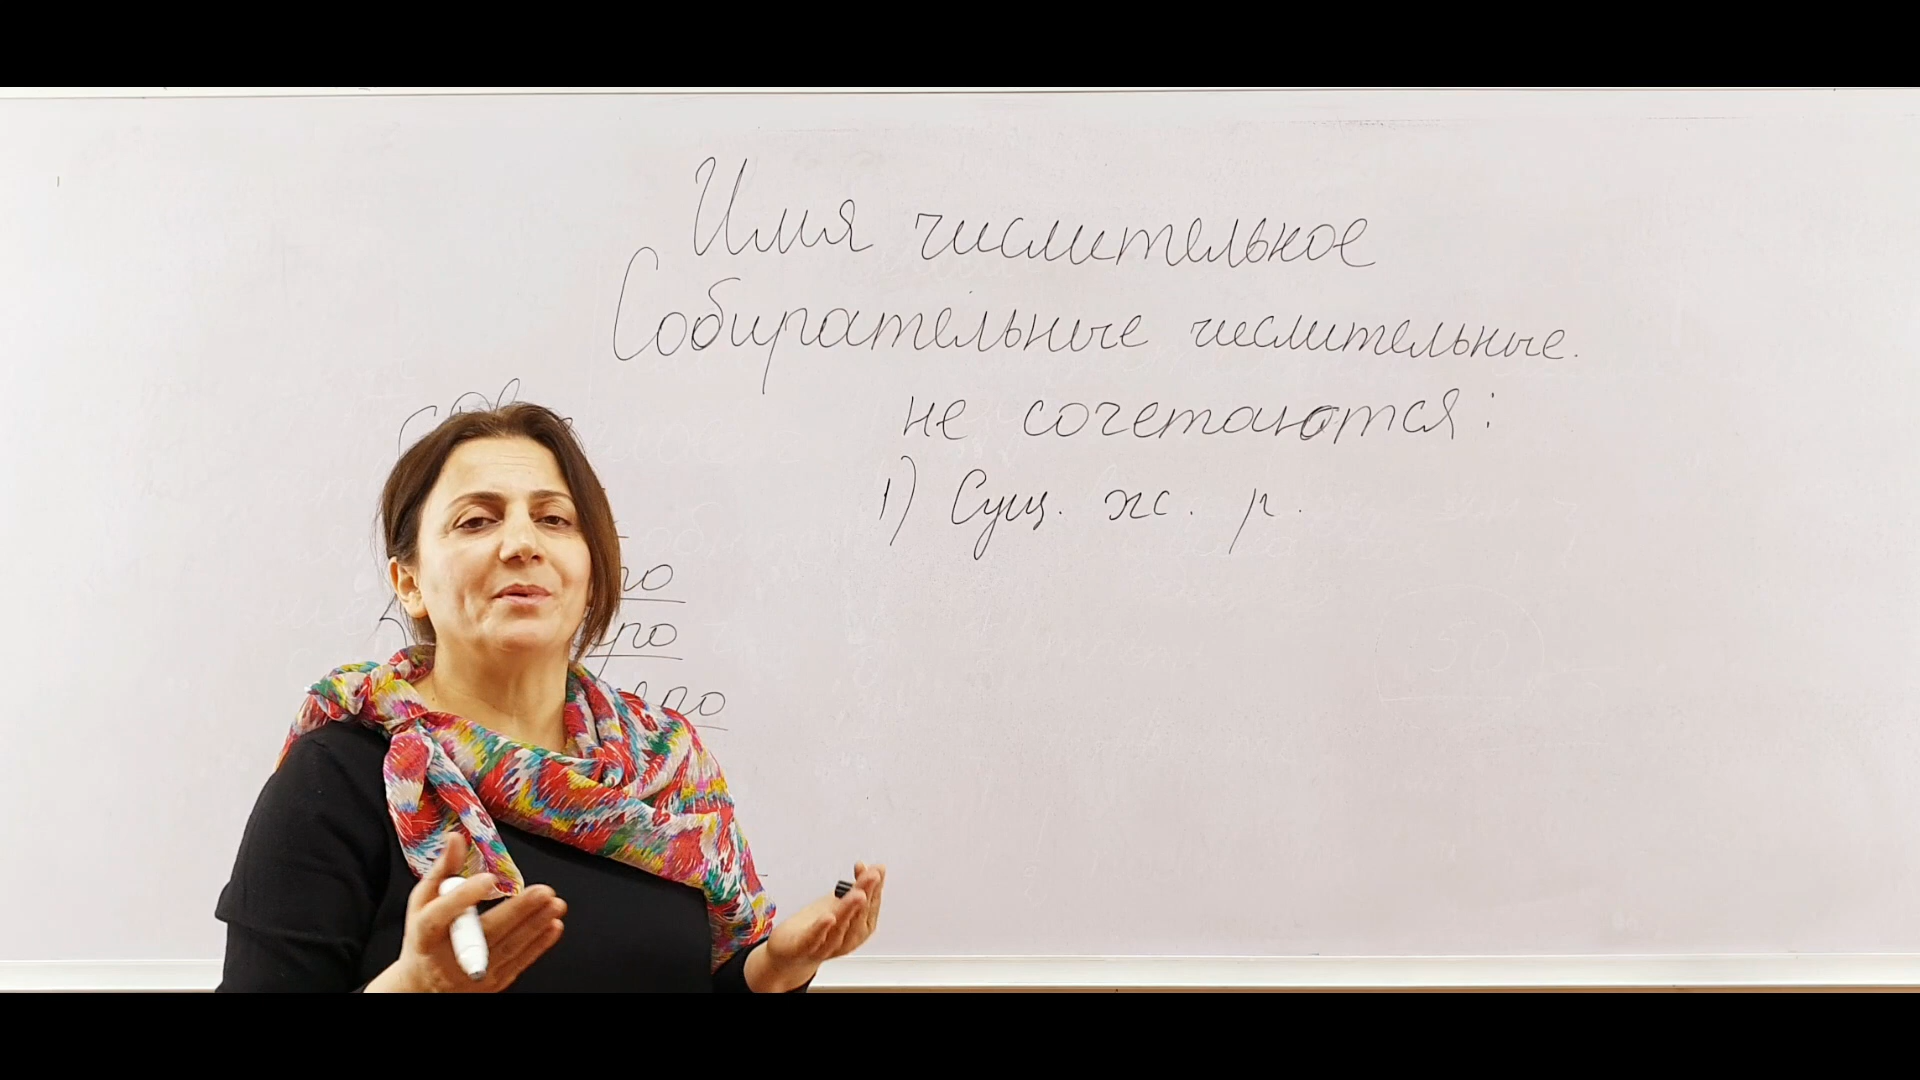 Имя числительное
Собирательные числительные.
не сочетаются:
1) Сущ. ж. р.